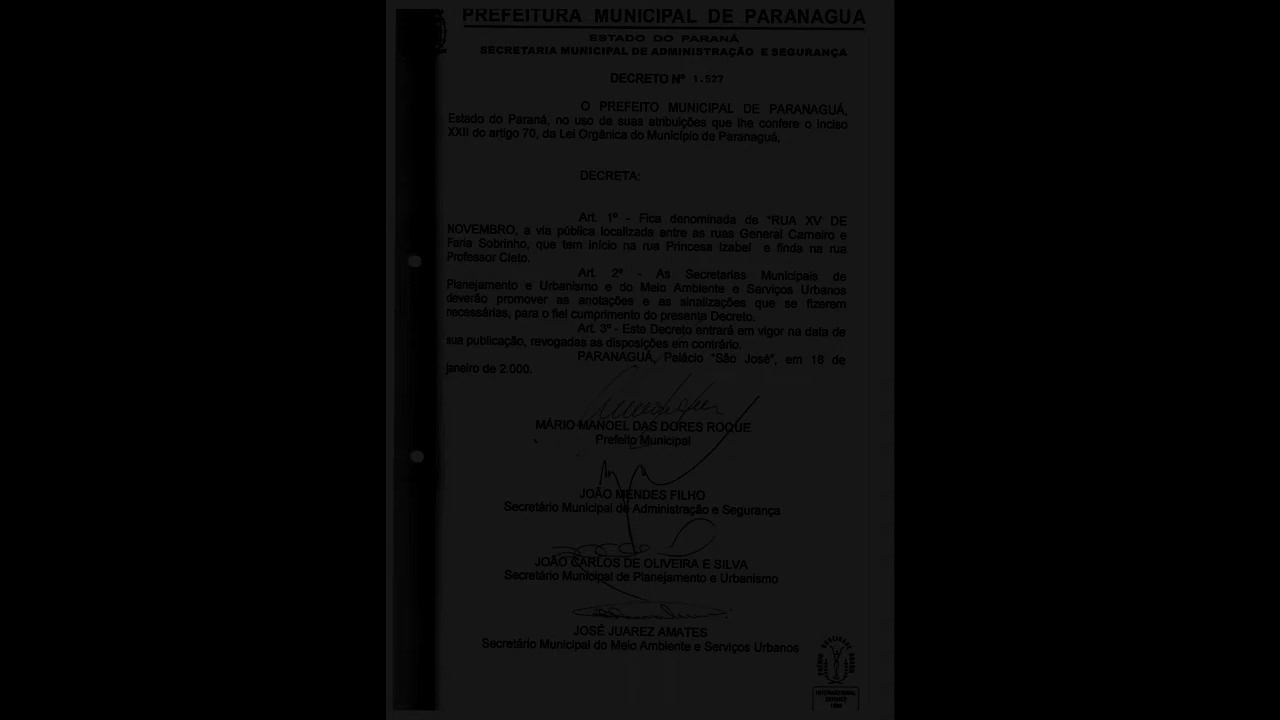 PREFEITURA MUNICIPAL DE PARANAGUA
ESTADO DO PARANÁ
SECRETARIA MUNICIPAL DE ADMINISTRAÇÃO E SEGURANÇA
DECRETO Nº 1.527
O PREFEITO MUNICIPAL DE PARANAGUÁ,
Estado do Paraná, no uso de suas atribuições que lhe confere o inciso
XXII do artigo 70, da Lei Orgânica do Município de Paranaguá,
DECRETA:
Art. 1º - Fica denominada de "RUA XV DE
NOVEMBRO, a via pública localizada entre as ruas General Carneiro e
Faria Sobrinho, que tem início na rua Princesa Izabel e finda na rua
Professor Cleto.
Art. 2º - As Secretarias Municipais de
Planejamento e Urbanismo e do Meio Ambiente e Serviços Urbanos
deverão promover as anotações e as sinalizações que se fizerem
necessárias, para o fiel cumprimento do presente Decreto.
Art. 3º - Este Decreto entrará em vigor na data de
sua publicação, revogadas as disposições em contrário.
PARANAGUÁ, Palácio "São José", em 18 de
janeiro de 2.000.
MÁRIO MANOEL DAS DORES ROQUE
Prefeito Municipal
JOÃO MENDES FILHO
Secretário Municipal de Administração e Segurança
JOÃO CARLOS DE OLIVEIRA E SILVA
Secretário Municipal de Planejamento e Urbanismo
JOSÉ JUAREZ AMATES
Secretário Municipal do Meio Ambiente e Serviços Urbanos